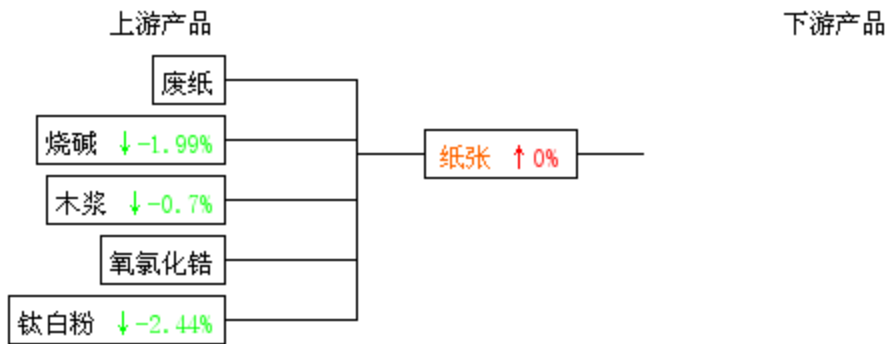 上游产品
下游产品
废纸
烧碱 ↓-1.99%
纸张 ↑0%
木浆 ↓-0.7%
氧氯化锆
钛白粉 ↓-2.44%